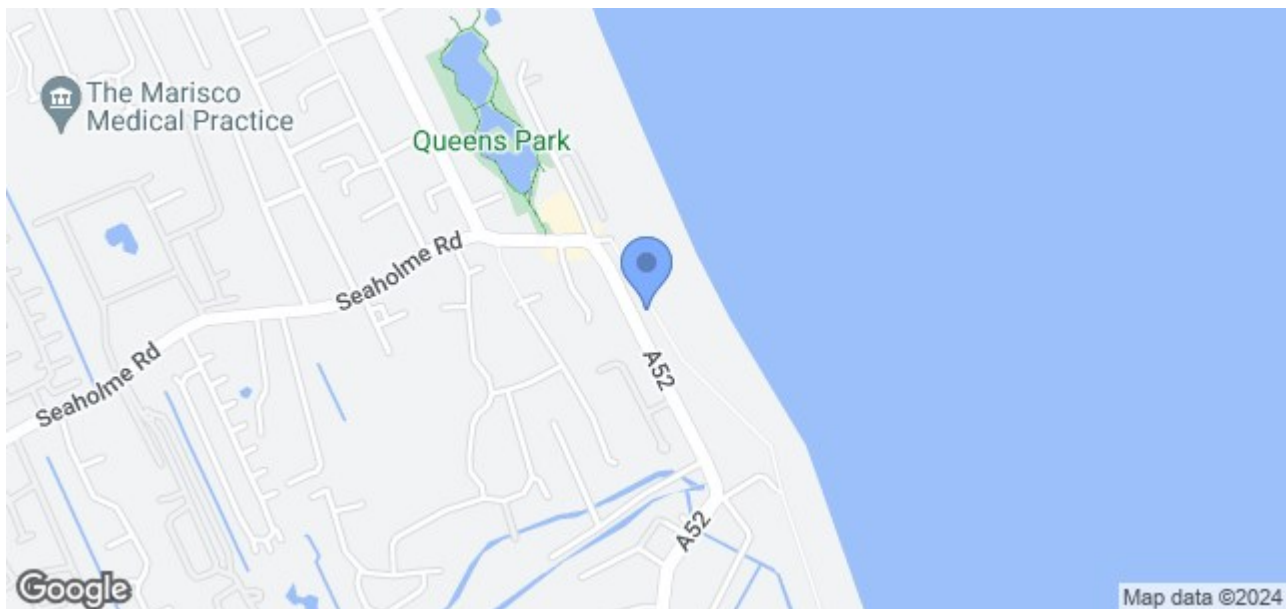 The Marisco
Medical Practice
Queens Park
Seaholme Rd
Seaholme Rd
A52
A52
Google
Map data ©2024